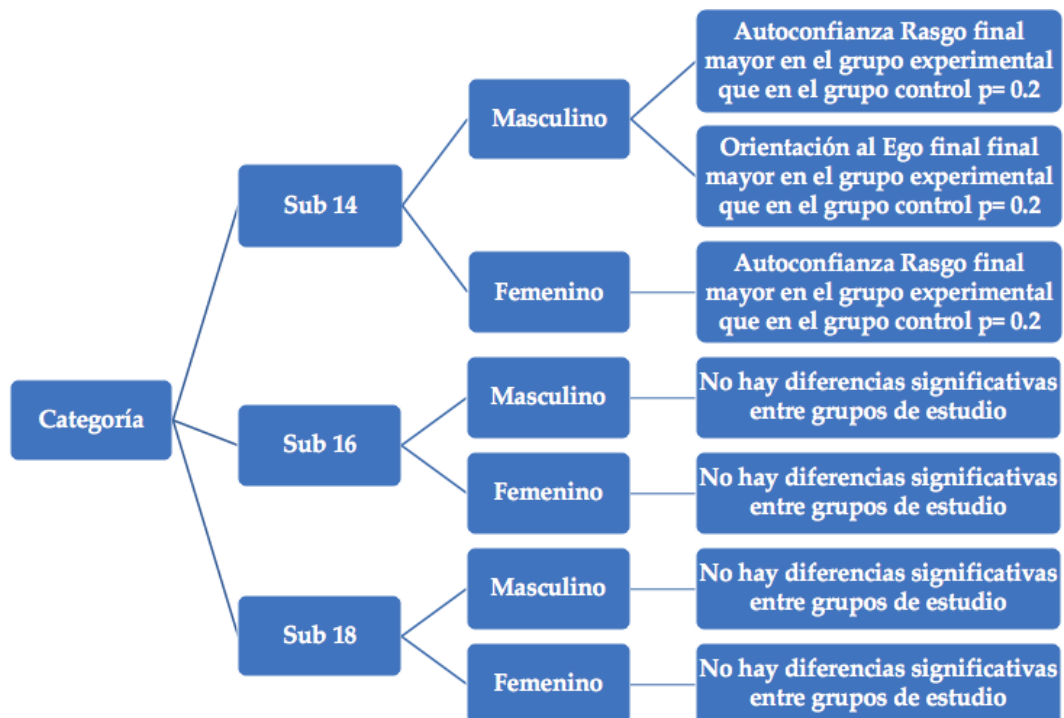 Autoconfianza Rasgo final
mayor en el grupo experimental
que en el grupo control p= 0.2
Masculino
Orientación al Ego final final
mayor en el grupo experimental
que en el grupo control p= 0.2
Sub 14
Autoconfianza Rasgo final
mayor en el grupo experimental
que en el grupo control p= 0.2
Femenino
Categoría
Masculino
No hay diferencias significativas
entre grupos de estudio
Sub 16
Femenino
No hay diferencias significativas
entre grupos de estudio
Masculino
No hay diferencias significativas
entre grupos de estudio
Sub 18
Femenino
No hay diferencias significativas
entre grupos de estudio